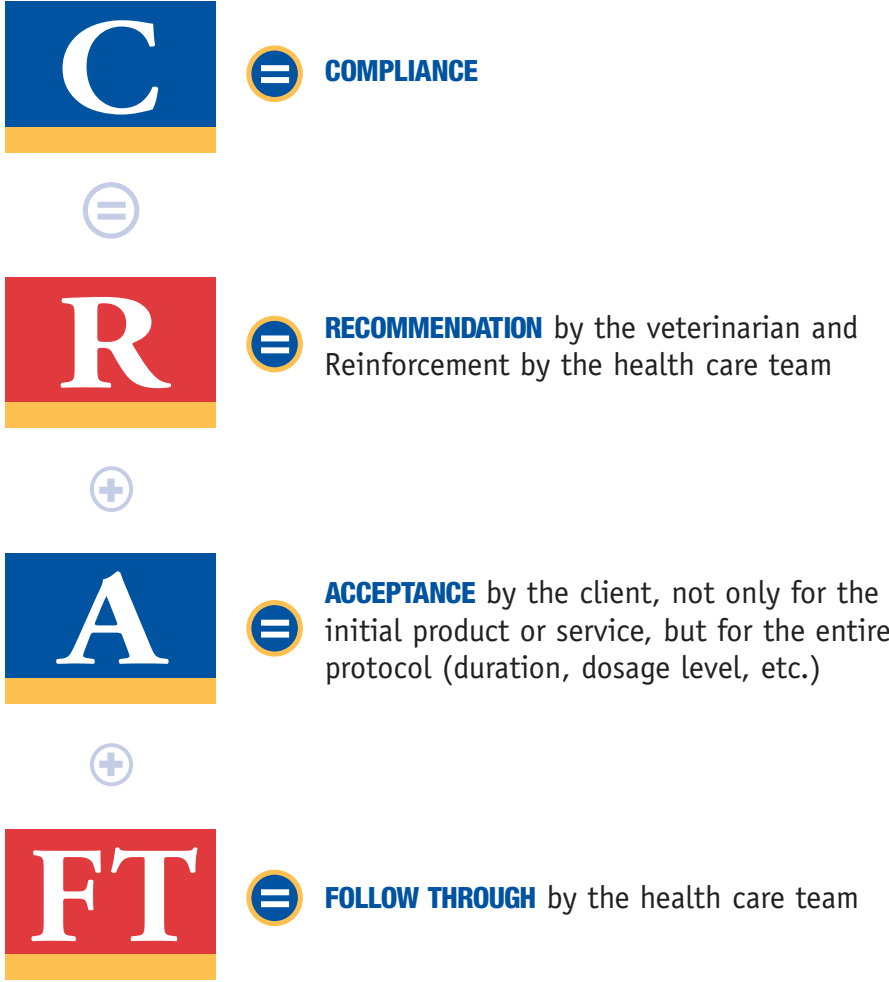 C = COMPLIANCE
=
R = RECOMMENDATION by the veterinarian and
Reinforcement by the health care team
+
A = ACCEPTANCE by the client, not only for the
initial product or service, but for the entire
protocol (duration, dosage level, etc.)
+
FT = FOLLOW THROUGH by the health care team